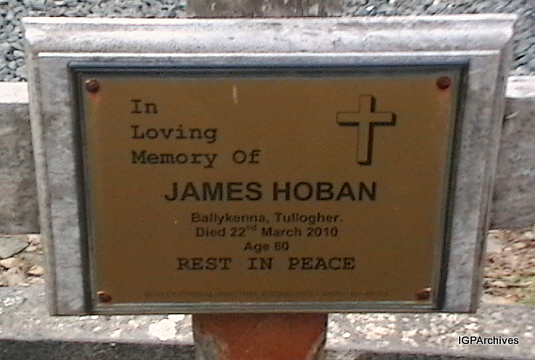 In
Loving
Memory Of
JAMES HOBAN
Ballykenna, Tullogher.
Died 22nd March 2010
Age 80
REST IN PEACE
IGPArchives